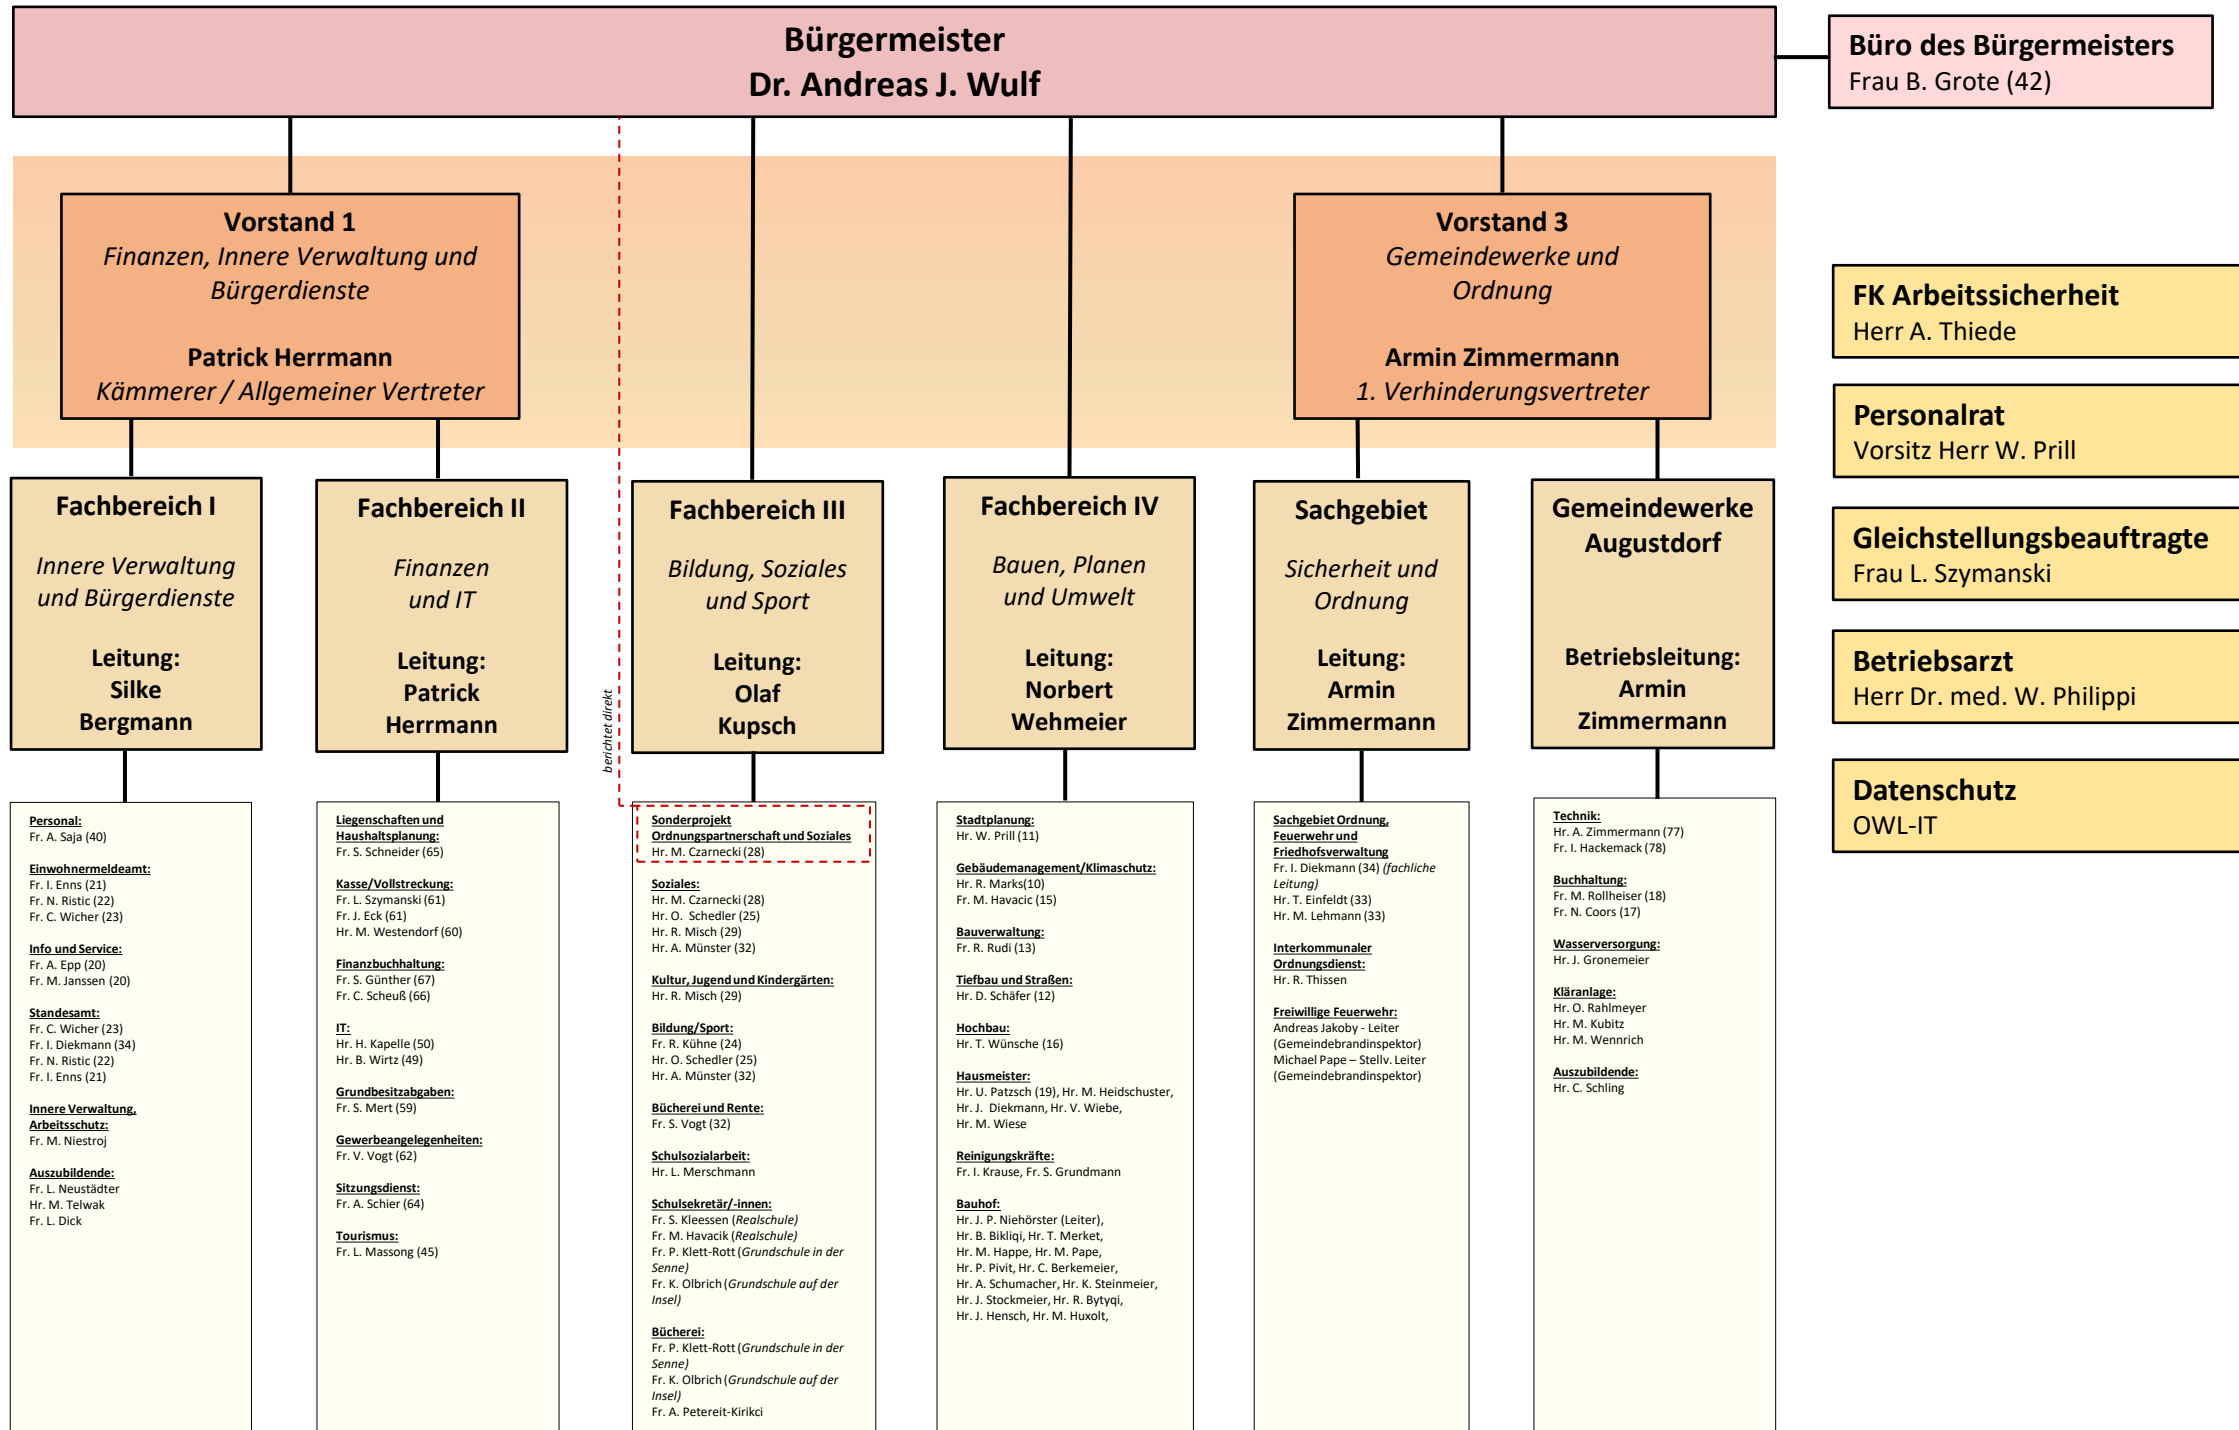 Bürgermeister
Dr. Andreas J. Wulf
Büro des Bürgermeisters
Frau B. Grote (42)
Vorstand 1
Finanzen, Innere Verwaltung und
Bürgerdienste
Patrick Herrmann
Kämmerer / Allgemeiner Vertreter
Vorstand 3
Gemeindewerke und
Ordnung
Armin Zimmermann
1. Verhinderungsvertreter
FK Arbeitssicherheit
Herr A. Thiede
Personalrat
Vorsitz Herr W. Prill
Gleichstellungsbeauftragte
Frau L. Szymanski
Betriebsarzt
Herr Dr. med. W. Philippi
Datenschutz
OWL-IT
Fachbereich I
Innere Verwaltung
und Bürgerdienste
Leitung:
Silke
Bergmann
Fachbereich II
Finanzen
und IT
Leitung:
Patrick
Herrmann
berichtet direkt
Fachbereich III
Bildung, Soziales
und Sport
Leitung:
Olaf
Kupsch
Fachbereich IV
Bauen, Planen
und Umwelt
Leitung:
Norbert
Wehmeier
Sachgebiet
Sicherheit und
Ordnung
Leitung:
Armin
Zimmermann
Gemeindewerke
Augustdorf
Betriebsleitung:
Armin
Zimmermann
Personal:
Fr. A. Saja (40)
Einwohnermeldeamt:
Fr. I. Enns (21)
Fr. N. Ristic (22)
Fr. C. Wicher (23)
Info und Service:
Fr. A. Epp (20)
Fr. M. Janssen (20)
Standesamt:
Fr. C. Wicher (23)
Fr. I. Diekmann (34)
Fr. N. Ristic (22)
Fr. I. Enns (21)
Innere Verwaltung,
Arbeitsschutz:
Fr. M. Niestroj
Auszubildende:
Fr. L. Neustädter
Hr. M. Telwak
Fr. L. Dick
Liegenschaften und
Haushaltsplanung:
Fr. S. Schneider (65)
Kasse/Vollstreckung:
Fr. L. Szymanski (61)
Fr. J. Eck (61)
Hr. M. Westendorf (60)
Finanzbuchhaltung:
Fr. S. Günther (67)
Fr. C. Scheuß (66)
IT:
Hr. H. Kapelle (50)
Hr. B. Wirtz (49)
Grundbesitzabgaben:
Fr. S. Mert (59)
Gewerbeangelegenheiten:
Fr. V. Vogt (62)
Sitzungsdienst:
Fr. A. Schier (64)
Tourismus:
Fr. L. Massong (45)
Sonderprojekt
Ordnungspartnerschaft und Soziales
Hr. M. Czarnecki (28)
Soziales:
Hr. M. Czarnecki (28)
Hr. O. Schedler (25)
Hr. R. Misch (29)
Hr. A. Münster (32)
Kultur, Jugend und Kindergärten:
Hr. R. Misch (29)
Bildung/Sport:
Fr. R. Kühne (24)
Hr. O. Schedler (25)
Hr. A. Münster (32)
Bücherei und Rente:
Fr. S. Vogt (32)
Schulsozialarbeit:
Hr. L. Merschmann
Schulsekretär/-innen:
Fr. S. Kleessen (Realschule)
Fr. M. Havacik (Realschule)
Fr. P. Klett-Rott (Grundschule in der
Senne)
Fr. K. Olbrich (Grundschule auf der
Insel)
Bücherei:
Fr. P. Klett-Rott (Grundschule in der
Senne)
Fr. K. Olbrich (Grundschule auf der
Insel)
Fr. A. Petereit-Kirikci
Stadtplanung:
Hr. W. Prill (11)
Gebäudemanagement/Klimaschutz:
Hr. R. Marks(10)
Fr. M. Havacic (15)
Bauverwaltung:
Fr. R. Rudi (13)
Tiefbau und Straßen:
Hr. D. Schäfer (12)
Hochbau:
Hr. T. Wünsche (16)
Hausmeister:
Hr. U. Patzsch (19), Hr. M. Heidschuster,
Hr. J. Diekmann, Hr. V. Wiebe,
Hr. M. Wiese
Reinigungskräfte:
Fr. I. Krause, Fr. S. Grundmann
Bauhof:
Hr. J. P. Niehörster (Leiter),
Hr. B. Bikliqi, Hr. T. Merket,
Hr. M. Happe, Hr. M. Pape,
Hr. P. Pivit, Hr. C. Berkemeier,
Hr. A. Schumacher, Hr. K. Steinmeier,
Hr. J. Stockmeier, Hr. R. Bytyqi,
Hr. J. Hensch, Hr. M. Huxolt,
Sachgebiet Ordnung,
Feuerwehr und
Friedhofsverwaltung
Fr. I. Diekmann (34) (fachliche
Leitung)
Hr. T. Einfeldt (33)
Hr. M. Lehmann (33)
Interkommunaler
Ordnungsdienst:
Hr. R. Thissen
Freiwillige Feuerwehr:
Andreas Jakoby - Leiter
(Gemeindebrandinspektor)
Michael Pape – Stellv. Leiter
(Gemeindebrandinspektor)
Technik:
Hr. A. Zimmermann (77)
Fr. I. Hackemack (78)
Buchhaltung:
Fr. M. Rollheiser (18)
Fr. N. Coors (17)
Wasserversorgung:
Hr. J. Gronemeier
Kläranlage:
Hr. O. Rahlmeyer
Hr. M. Kubitz
Hr. M. Wennrich
Auszubildende:
Hr. C. Schling